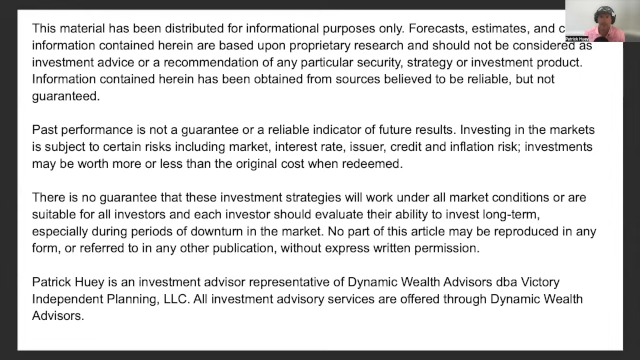 This material has been distributed for informational purposes only. Forecasts, estimates, and c
information contained herein are based upon proprietary research and should not be considered as
investment advice or a recommendation of any particular security, strategy or investment product.
Information contained herein has been obtained from sources believed to be reliable, but not
guaranteed.
Past performance is not a guarantee or a reliable indicator of future results. Investing in the markets
is subject to certain risks including market, interest rate, issuer, credit and inflation risk; investments
may be worth more or less than the original cost when redeemed.
There is no guarantee that these investment strategies will work under all market conditions or are
suitable for all investors and each investor should evaluate their ability to invest long-term,
especially during periods of downturn in the market. No part of this article may be reproduced in any
form, or referred to in any other publication, without express written permission.
Patrick Huey is an investment advisor representative of Dynamic Wealth Advisors dba Victory
Independent Planning, LLC. All investment advisory services are offered through Dynamic Wealth
Advisors.
Patrick Huey